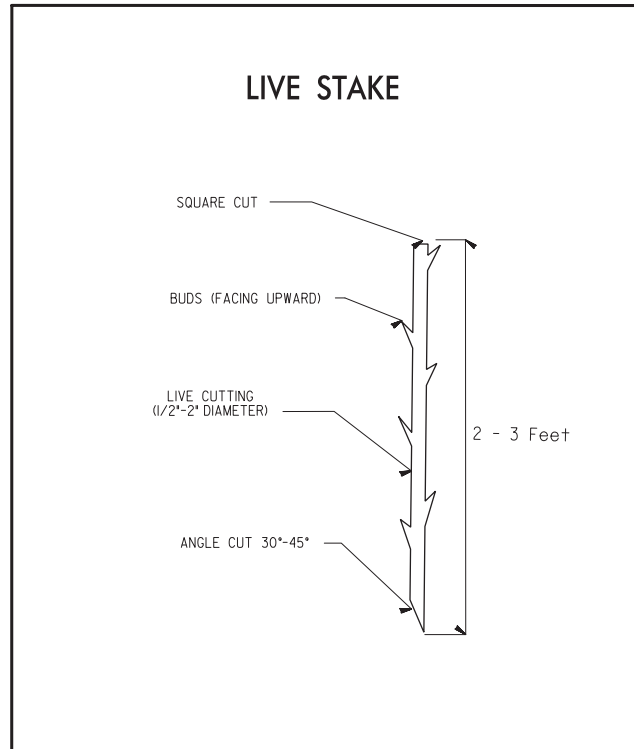 LIVE STAKE
SQUARE CUT
BUDS (FACING UPWARD)
LIVE CUTTING
(1/2"-2" DIAMETER)
2 - 3 Feet
ANGLE CUT 30°-45°